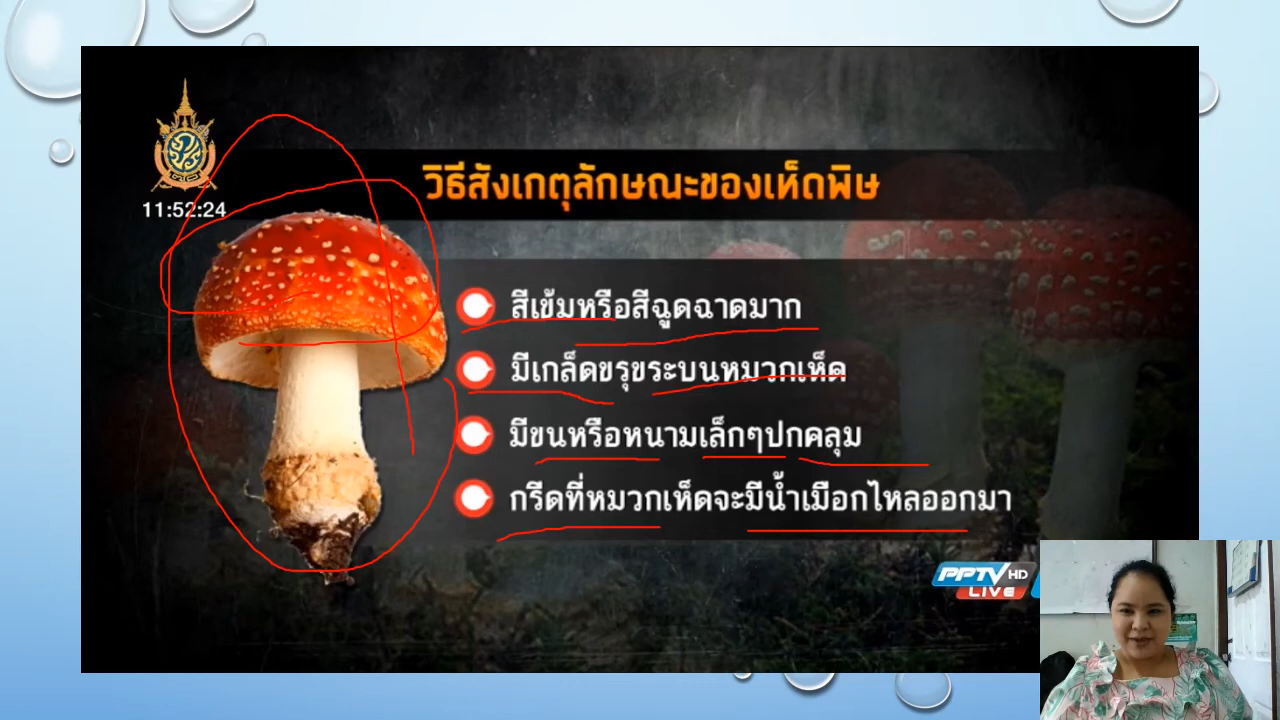 11:52:24
วิธีสังเกตุลักษณะของเห็ดพิษ
สีเข้มหรือสีฉูดฉาดมาก
มีเกล็ดขรุขระบนหมวกเห็ด
มีขนหรือหนามเล็กๆปกคลุม
กรีดที่หมวกเห็ดจะมีน้ำเมือกไหลออกมา
PPTV HD
LIVE